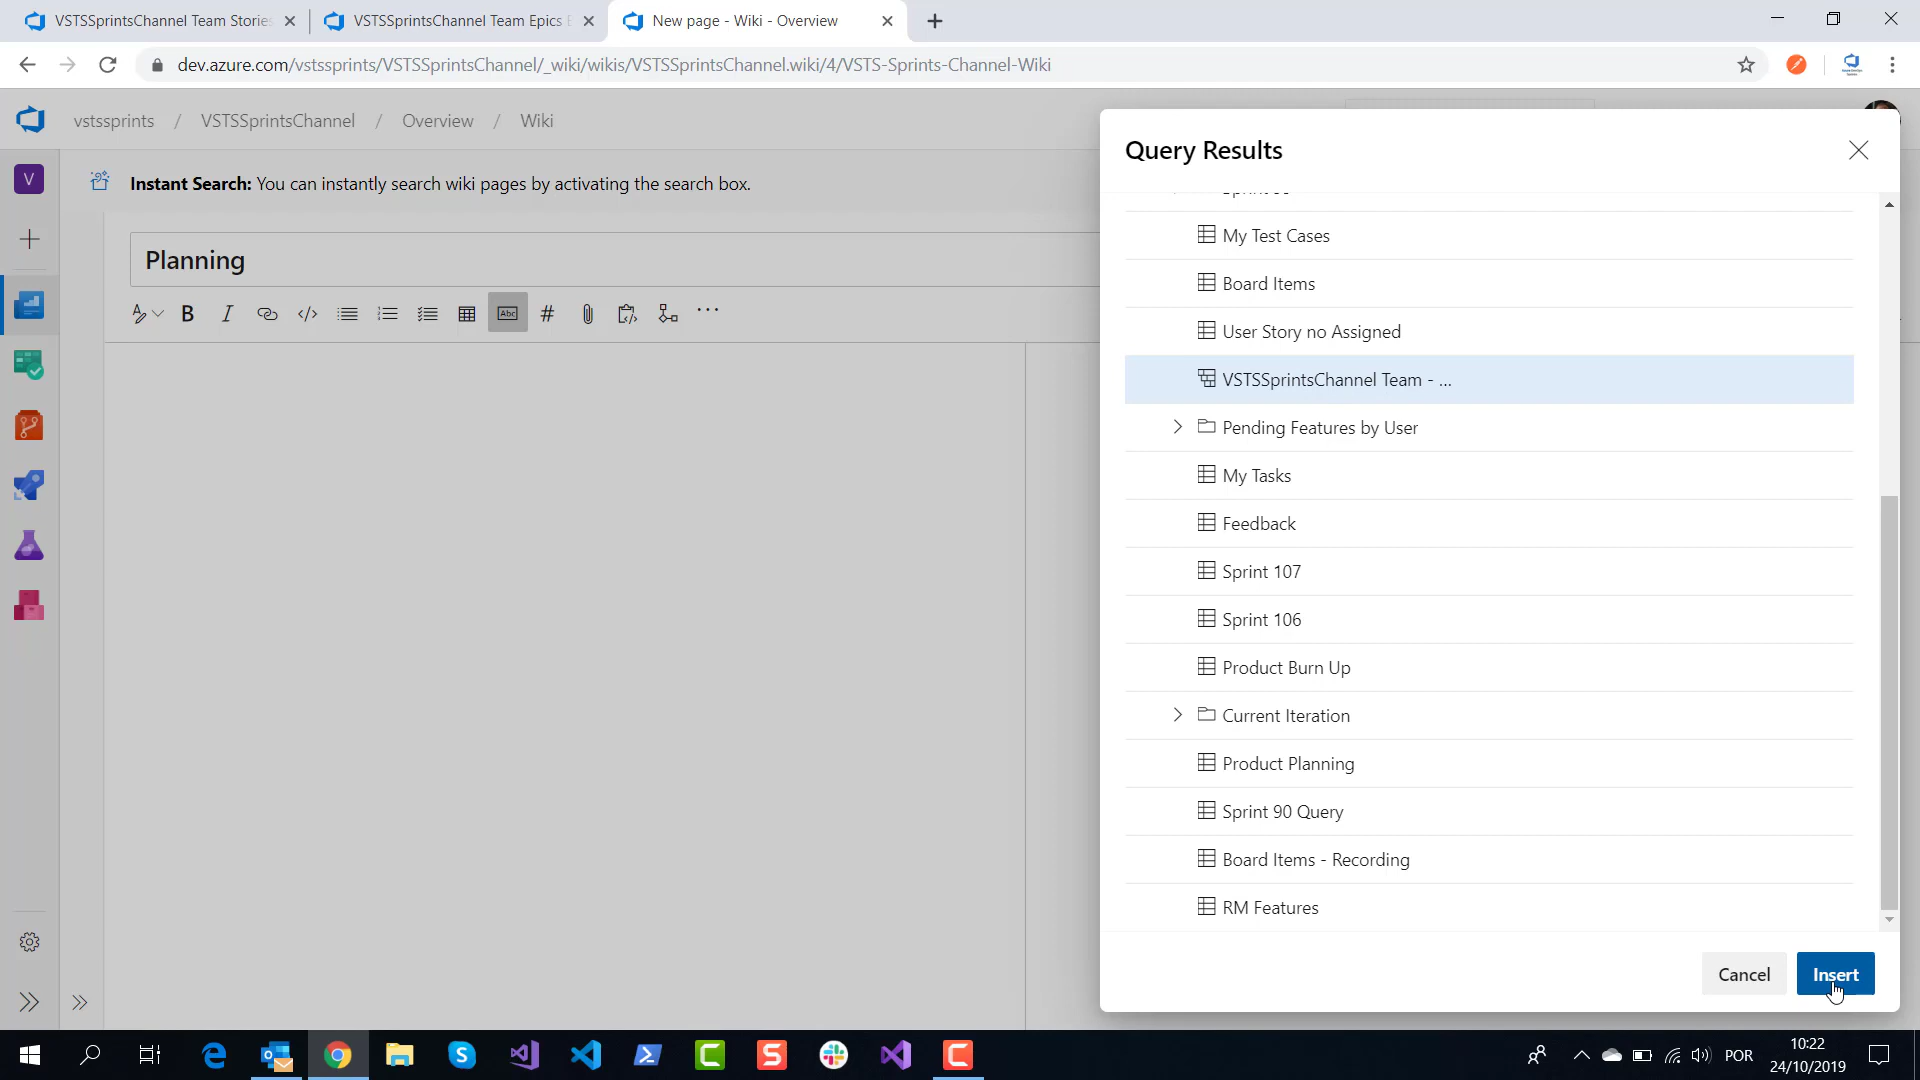 VSTSSprintsChannel Team Stories
VSTSSprintsChannel Team Epics
New page - Wiki - Overview
dev.azure.com/vstssprints/VSTSSprintsChannel/_wiki/wikis/VSTSSprintsChannel.wiki/4/VSTS-Sprints-Channel-Wiki
vstssprints / VSTSSprintsChannel / Overview / Wiki
V
Instant Search: You can instantly search wiki pages by activating the search box.
Planning
Abc
Query Results
My Test Cases
Board Items
User Story no Assigned
VSTSSprintsChannel Team - ...
Pending Features by User
My Tasks
Feedback
Sprint 107
Sprint 106
Product Burn Up
Current Iteration
Product Planning
Sprint 90 Query
Board Items - Recording
RM Features
Cancel
Insert
POR
10:22
24/10/2019